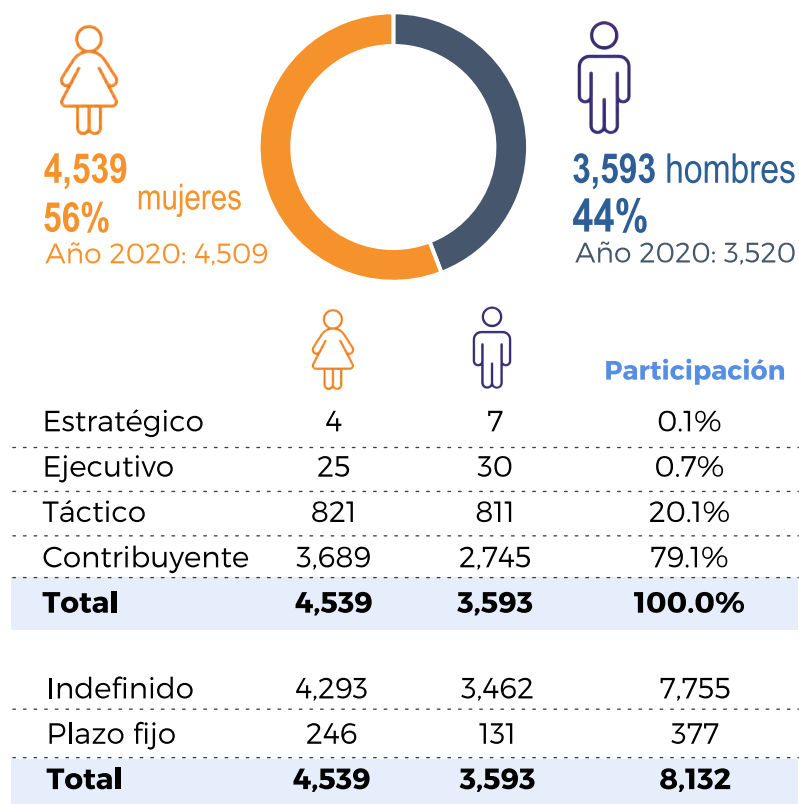 4,539 mujeres
56%
Año 2020: 4,509
3,593 hombres
44%
Año 2020: 3,520
Participación
Estratégico 4 7 0.1%
Ejecutivo 25 30 0.7%
Táctico 821 811 20.1%
Contribuyente 3,689 2,745 79.1%
Total 4,539 3,593 100.0%
Indefinido 4,293 3,462 7,755
Plazo fijo 246 131 377
Total 4,539 3,593 8,132